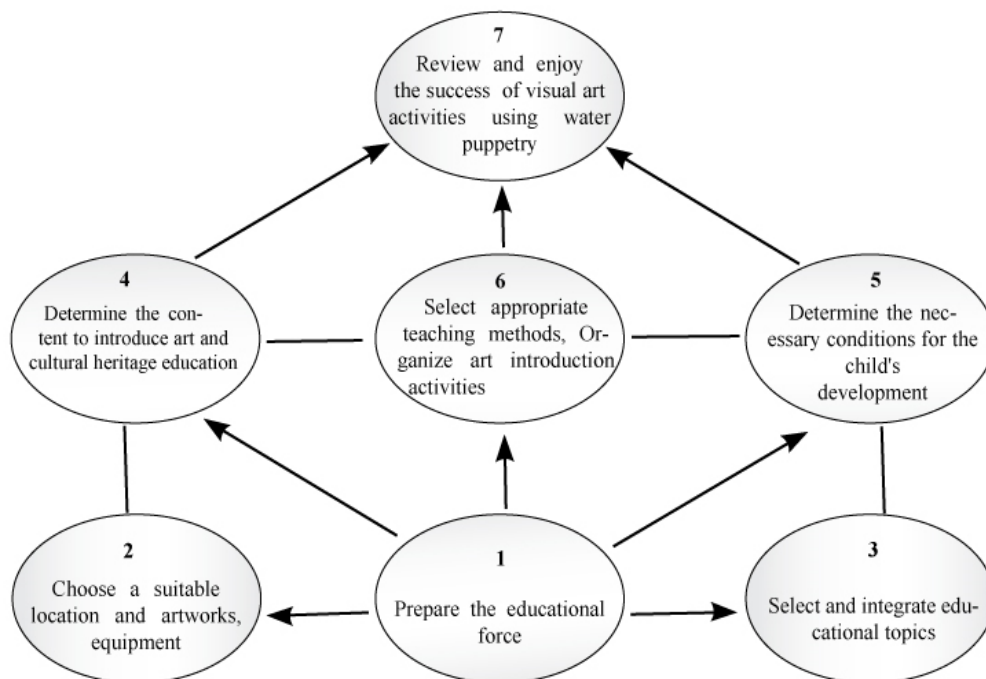 7
Review and enjoy
the success of visual art
activities using water
puppetry
4
Determine the con-
tent to introduce art and
cultural heritage education
6
Select appropriate
teaching methods, Or-
ganize art introduction
activities
5
Determine the nec-
essary conditions for the
child's
development
2
Choose a suitable
location and artworks,
equipment
1
Prepare the educational
force
3
Select and integrate edu-
cational topics